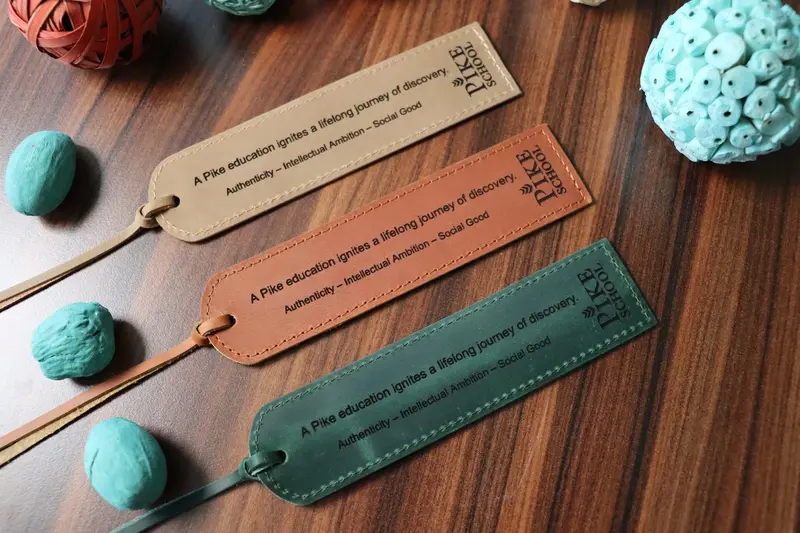 A Pike education ignites a lifelong journey of discovery.
Authenticity – Intellectual Ambition – Social Good
PIKE
SCHOOL
A Pike education ignites a lifelong journey of discovery.
Authenticity – Intellectual Ambition – Social Good
PIKE
SCHOOL
A Pike education ignites a lifelong journey of discovery.
Authenticity – Intellectual Ambition – Social Good
PIKE
SCHOOL